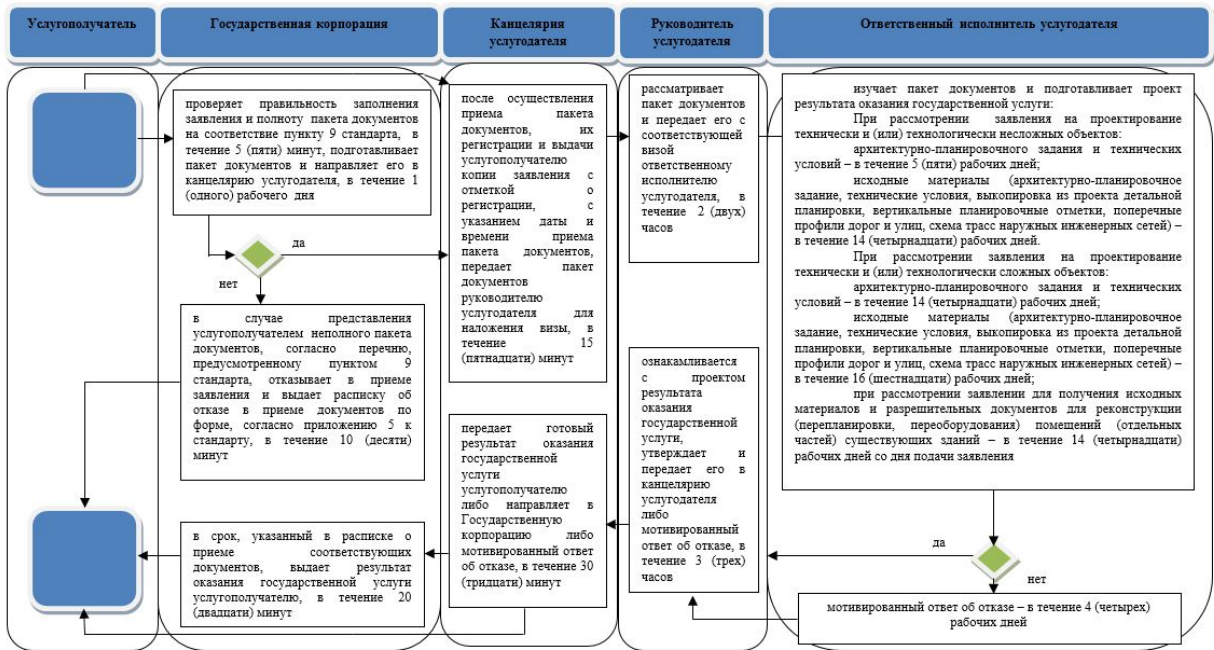 Услугополучатель
Государственная корпорация
Канцелярия
услугодателя
Руководитель
услугодателя
Ответственный исполнитель услугодателя
проверяет правильность заполнения
заявления и полноту пакета документов
на соответствие пункту 9 стандарта, в
течение 5 (пяти) минут, подготавливает
пакет документов и направляет его в
канцелярию услугодателя, в течение 1
(одного) рабочего дня
да
нет
в случае представления
услугополучателем неполного пакета
документов, согласно перечню,
предусмотренному пунктом 9
стандарта, отказывает в приеме
заявления и выдает расписку об
отказе в приеме документов по
форме, согласно приложению 5 к
стандарту, в течение 10 (десяти)
минут
в срок, указанный в расписке о
приеме соответствующих
документов, выдает результат
оказания государственной услуги
услугополучателю, в течение 20
(двадцати) минут
после осуществления
приема пакета
документов, их
регистрации и выдачи
услугополучателю
копии заявления с
отметкой о
регистрации, с
указанием даты и
времени приема
пакета документов,
передает пакет
документов
руководителю
услугодателя для
наложения визы, в
течение 15
(пятнадцати) минут
передает готовый
результат оказания
государственной
услуги
услугополучателю
либо направляет в
Государственную
корпорацию либо
мотивированный ответ
об отказе, в течение 30
(тридцати) минут
рассматривает
пакет документов
и передает его с
соответствующей
визой
ответственному
исполнителю
услугодателя, в
течение 2 (двух)
часов
ознакамливается
с проектом
результата
оказания
государственной
услуги,
утверждает и
передает его в
канцелярию
услугодателя
либо
мотивированный
ответ об отказе, в
течение 3 (трех)
часов
изучает пакет документов и подготавливает проект
результата оказания государственной услуги:
При рассмотрении заявления на проектирование
технически и (или) технологически несложных объектов:
архитектурно-планировочного задания и технических
условий – в течение 5 (пяти) рабочих дней;
исходные материалы (архитектурно-планировочное
задание, технические условия, выкопировка из проекта детальной
планировки, вертикальные планировочные отметки, поперечные
профили дорог и улиц, схема трасс наружных инженерных сетей) –
в течение 14 (четырнадцати) рабочих дней.
При рассмотрении заявления на проектирование
технически и (или) технологически сложных объектов:
архитектурно-планировочного задания и технических
условий – в течение 14 (четырнадцати) рабочих дней;
исходные материалы (архитектурно-планировочное
задание, технические условия, выкопировка из проекта детальной
планировки, вертикальные планировочные отметки, поперечные
профили дорог и улиц, схема трасс наружных инженерных сетей) –
в течение 16 (шестнадцати) рабочих дней;
при рассмотрении заявлении для получения исходных
материалов и разрешительных документов для реконструкции
(перепланировки, переоборудования) помещений (отдельных
частей) существующих зданий – в течение 14 (четырнадцати)
рабочих дней со дня подачи заявления
да
нет
мотивированный ответ об отказе – в течение 4 (четырех)
рабочих дней